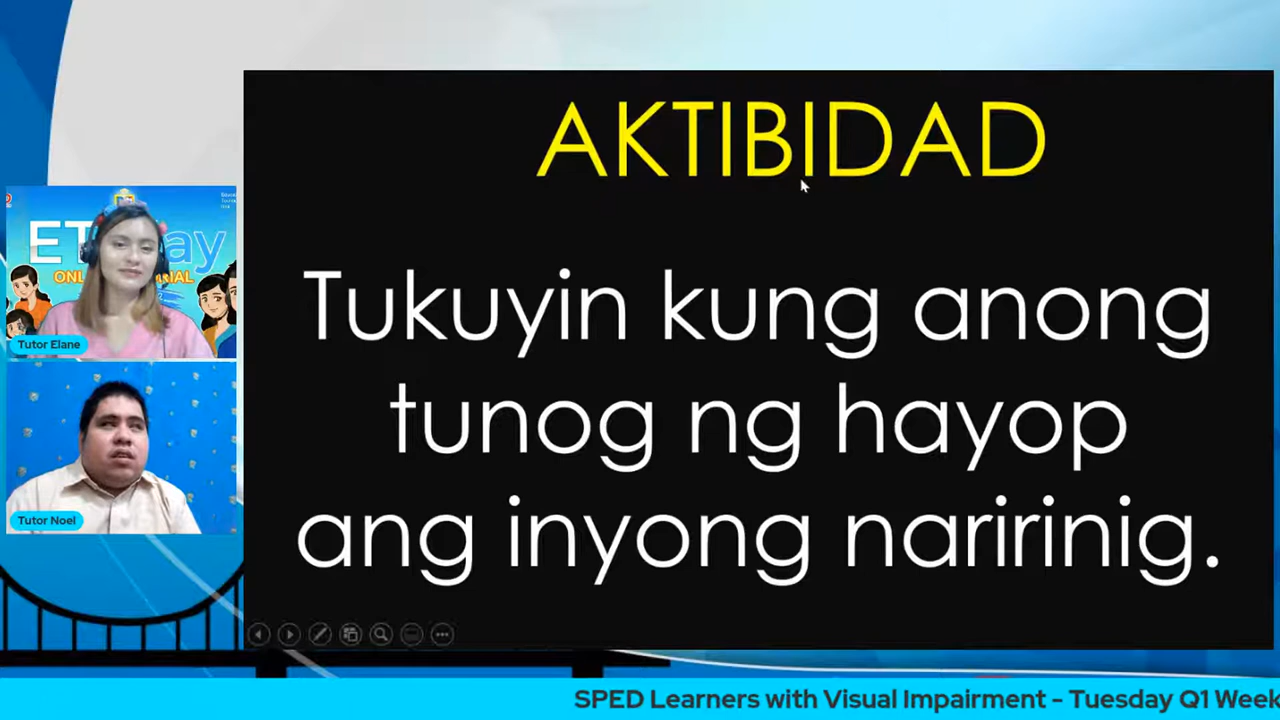 AKTIBIDAD
Tukuyin kung anong
tunog ng hayop
ang inyong naririnig.
Tutor Elane
Tutor Noel
SPED Learners with Visual Impairment - Tuesday Q1 Week